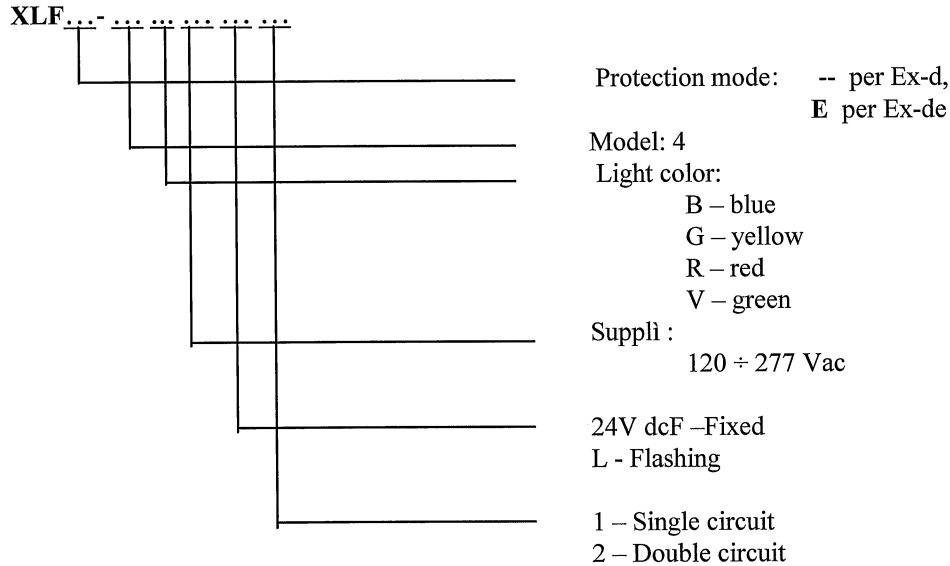 XLF...- ... ... ... ... ...
Protection mode: -- per Ex-d,
E per Ex-de
Model: 4
Light color:
B – blue
G – yellow
R – red
V – green
Supplì :
120 ÷ 277 Vac
24V dcF –Fixed
L - Flashing
1 – Single circuit
2 – Double circuit